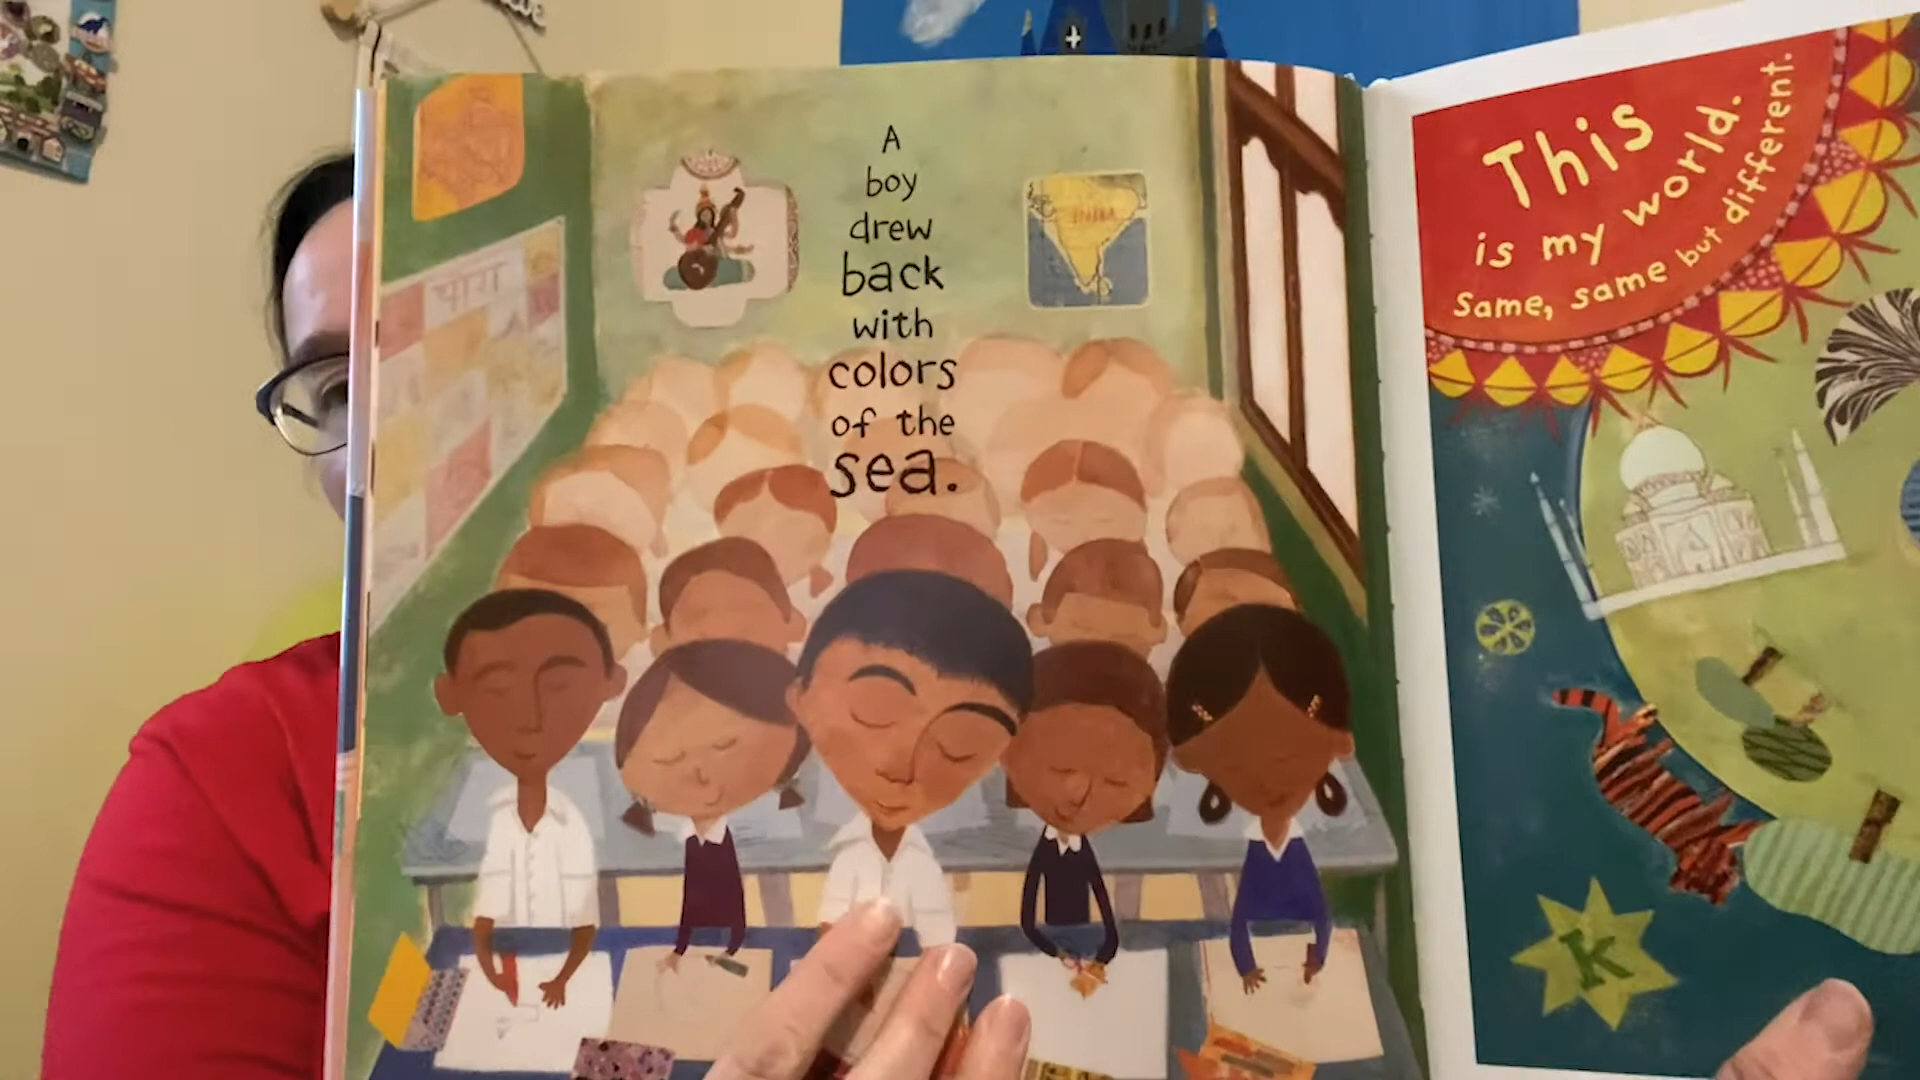 A
boy
drew
back
with
colors
of the
sea.
INDIA
This
is my world.
same, same but different.
K